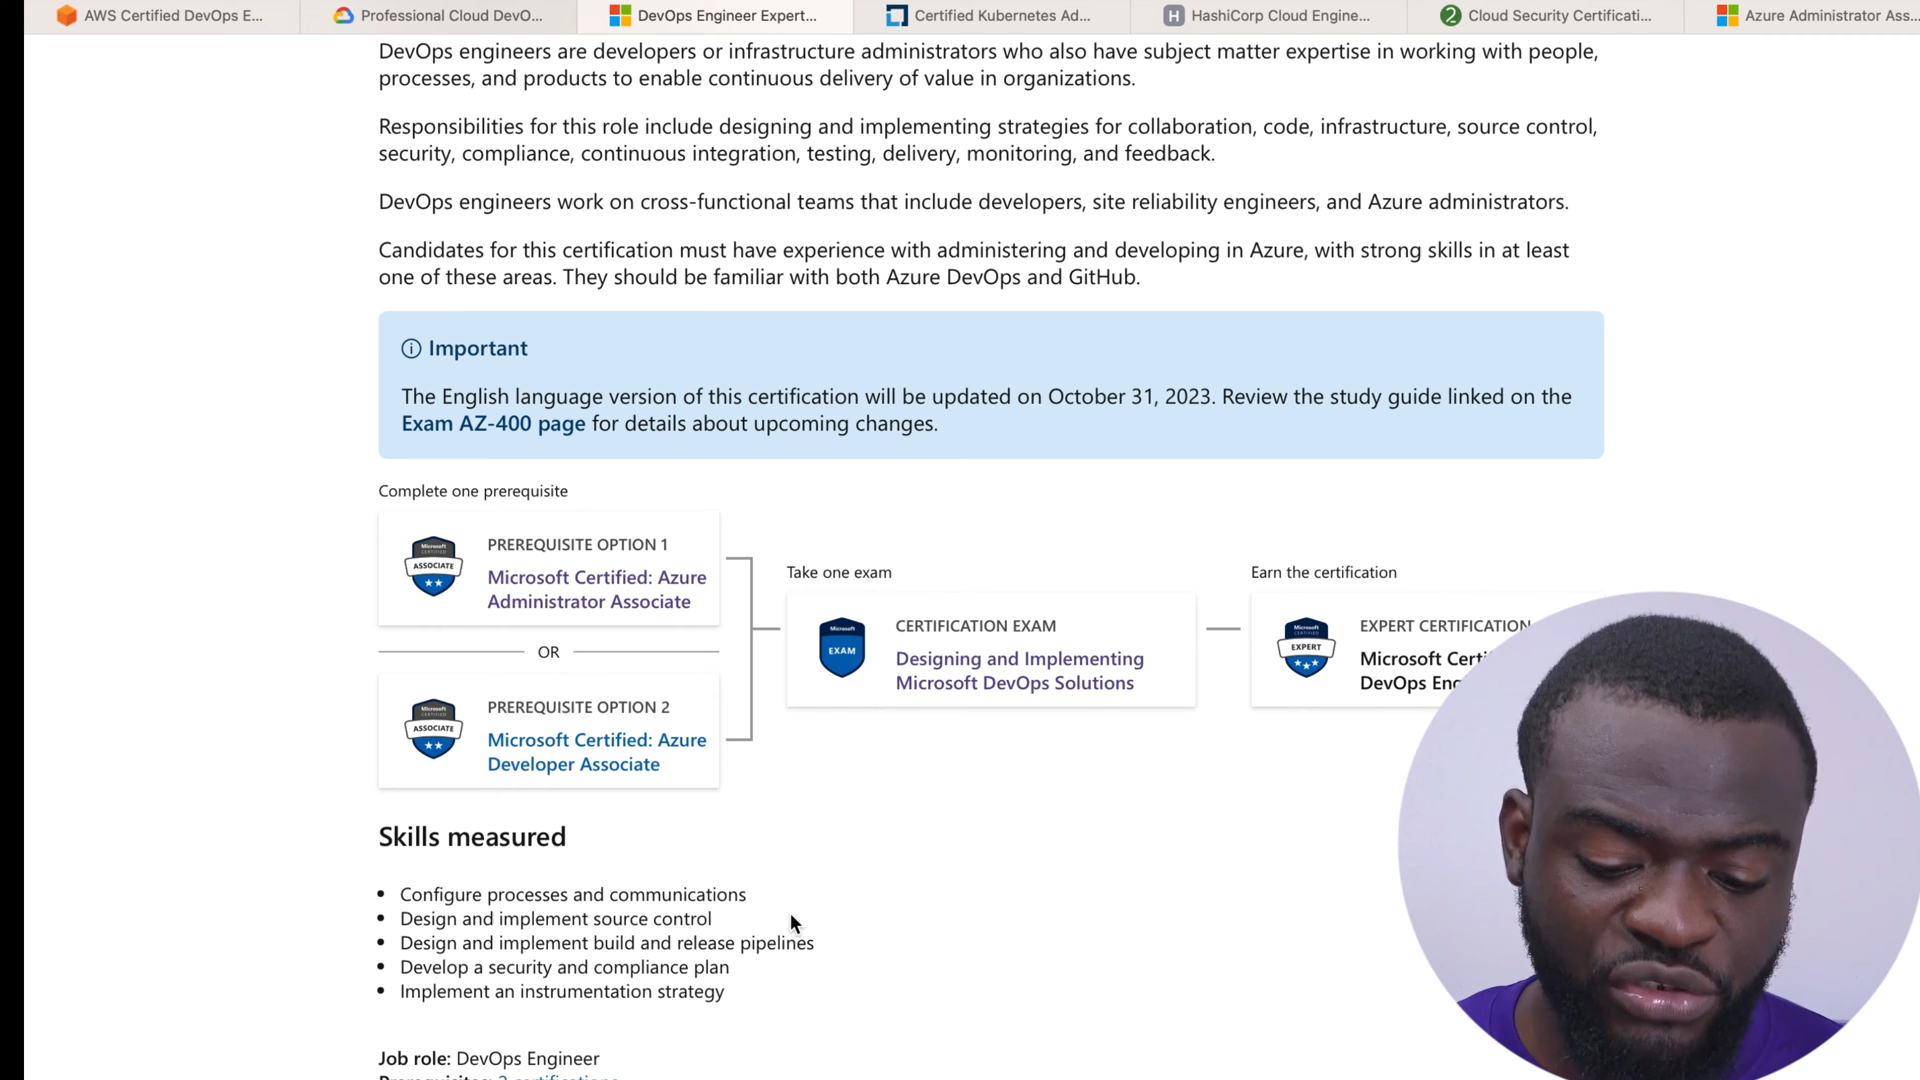 AWS Certified DevOps E...
Professional Cloud DevO...
DevOps Engineer Expert...
Certified Kubernetes Ad...
HashiCorp Cloud Engine...
Cloud Security Certificati...
Azure Administrator Ass...
DevOps engineers are developers or infrastructure administrators who also have subject matter expertise in working with people,
processes, and products to enable continuous delivery of value in organizations.
Responsibilities for this role include designing and implementing strategies for collaboration, code, infrastructure, source control,
security, compliance, continuous integration, testing, delivery, monitoring, and feedback.
DevOps engineers work on cross-functional teams that include developers, site reliability engineers, and Azure administrators.
Candidates for this certification must have experience with administering and developing in Azure, with strong skills in at least
one of these areas. They should be familiar with both Azure DevOps and GitHub.
Important
The English language version of this certification will be updated on October 31, 2023. Review the study guide linked on the
Exam AZ-400 page for details about upcoming changes.
Complete one prerequisite
Microsoft
CERTIFIED
ASSOCIATE
PREREQUISITE OPTION 1
Microsoft Certified: Azure
Administrator Associate
OR
Microsoft
CERTIFIED
ASSOCIATE
PREREQUISITE OPTION 2
Microsoft Certified: Azure
Developer Associate
Take one exam
Microsoft
EXAM
CERTIFICATION EXAM
Designing and Implementing
Microsoft DevOps Solutions
Earn the certification
Microsoft
CERTIFIED
EXPERT
EXPERT CERTIFICATION
Microsoft Certi
DevOps Eng
Skills measured
• Configure processes and communications
• Design and implement source control
• Design and implement build and release pipelines
• Develop a security and compliance plan
• Implement an instrumentation strategy
Job role: DevOps Engineer
Prerequisites: 2 certifications